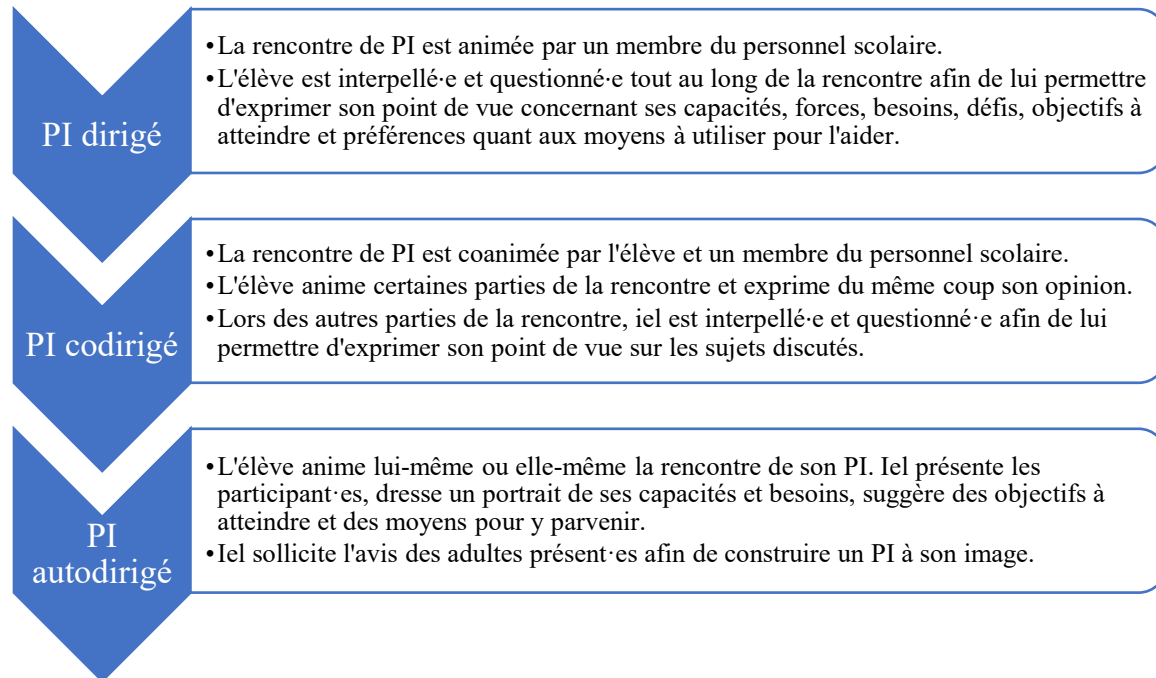 PI dirigé
•La rencontre de PI est animée par un membre du personnel scolaire.
•L'élève est interpellé·e et questionné·e tout au long de la rencontre afin de lui permettre
d'exprimer son point de vue concernant ses capacités, forces, besoins, défis, objectifs à
atteindre et préférences quant aux moyens à utiliser pour l'aider.
PI codirigé
•La rencontre de PI est coanimée par l'élève et un membre du personnel scolaire.
•L'élève anime certaines parties de la rencontre et exprime du même coup son opinion.
•Lors des autres parties de la rencontre, iel est interpellé·e et questionné·e afin de lui
permettre d'exprimer son point de vue sur les sujets discutés.
PI
autodirigé
•L'élève anime lui-même ou elle-même la rencontre de son PI. Iel présente les
participant·es, dresse un portrait de ses capacités et besoins, suggère des objectifs à
atteindre et des moyens pour y parvenir.
•Iel sollicite l'avis des adultes présent·es afin de construire un PI à son image.